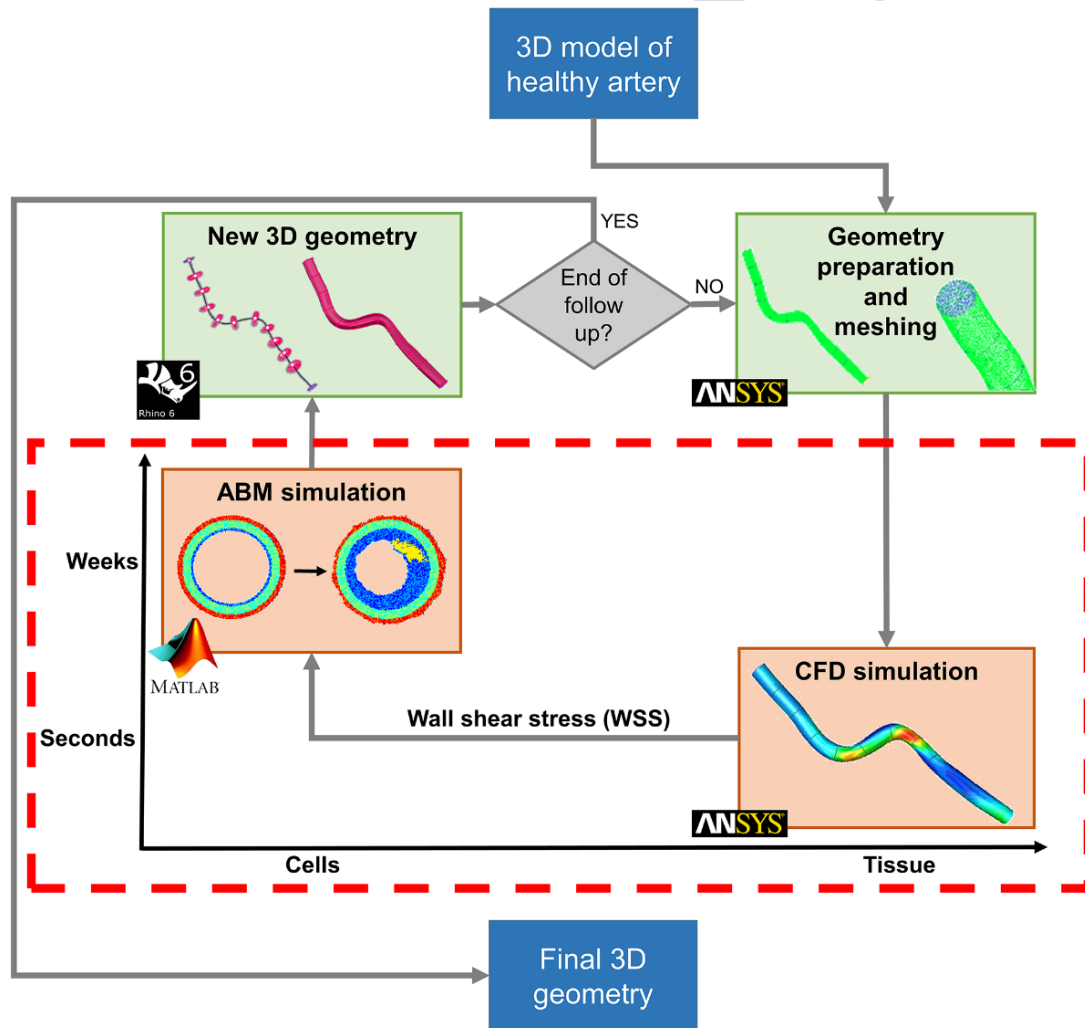 3D model of
healthy artery
YES
New 3D geometry
End of
follow
up?
NO
Geometry
preparation
and
meshing
6
Rhino 6
ANSYS®
ABM simulation
Weeks
MATLAB
CFD simulation
Wall shear stress (WSS)
Seconds
ANSYS®
Cells
Tissue
Final 3D
geometry